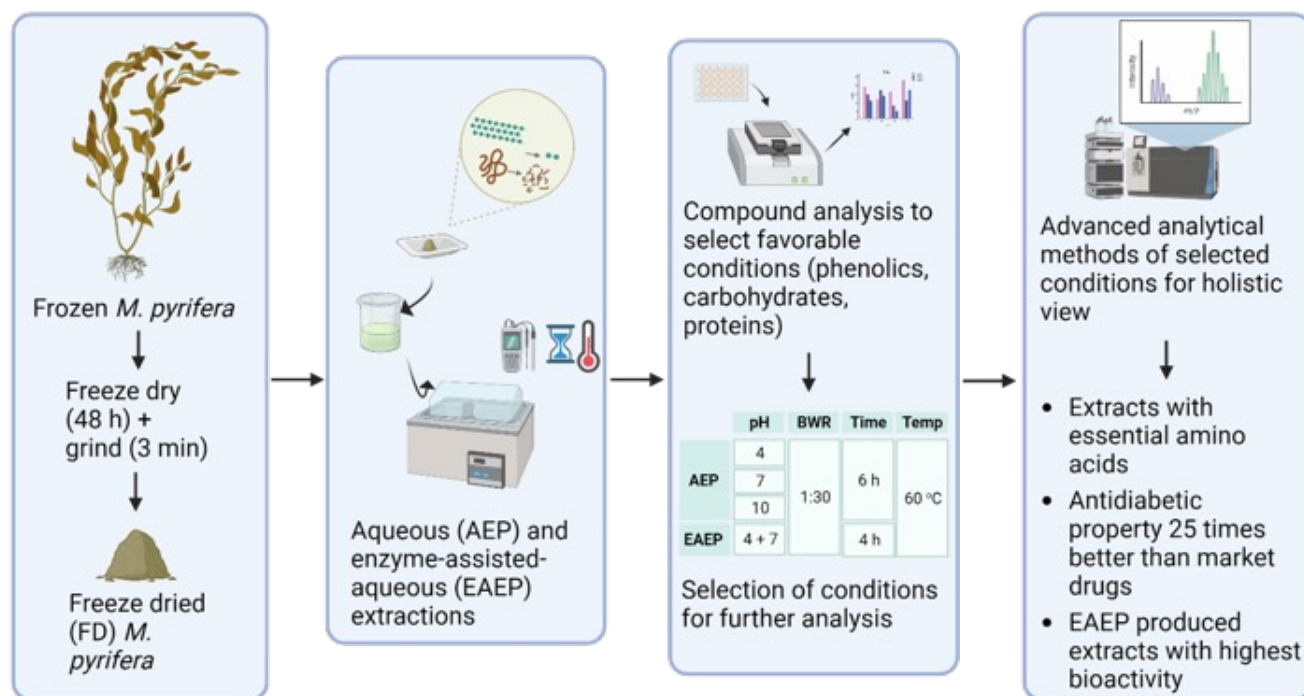 Frozen M. pyrifera
Freeze dry
(48 h) +
grind (3 min)
Freeze dried
(FD) M.
pyrifera
Aqueous (AEP) and
enzyme-assisted-
aqueous (EAEP)
extractions
Compound analysis to
select favorable
conditions (phenolics,
carbohydrates,
proteins)
pH BWR Time Temp
AEP
4
7
10
1:30
6 h
60 °C
EAEP 4 + 7 4 h
Selection of conditions
for further analysis
Intensity
Advanced analytical
methods of selected
conditions for holistic
view
• Extracts with
essential amino
acids
• Antidiabetic
property 25 times
better than market
drugs
• EAEP produced
extracts with highest
bioactivity